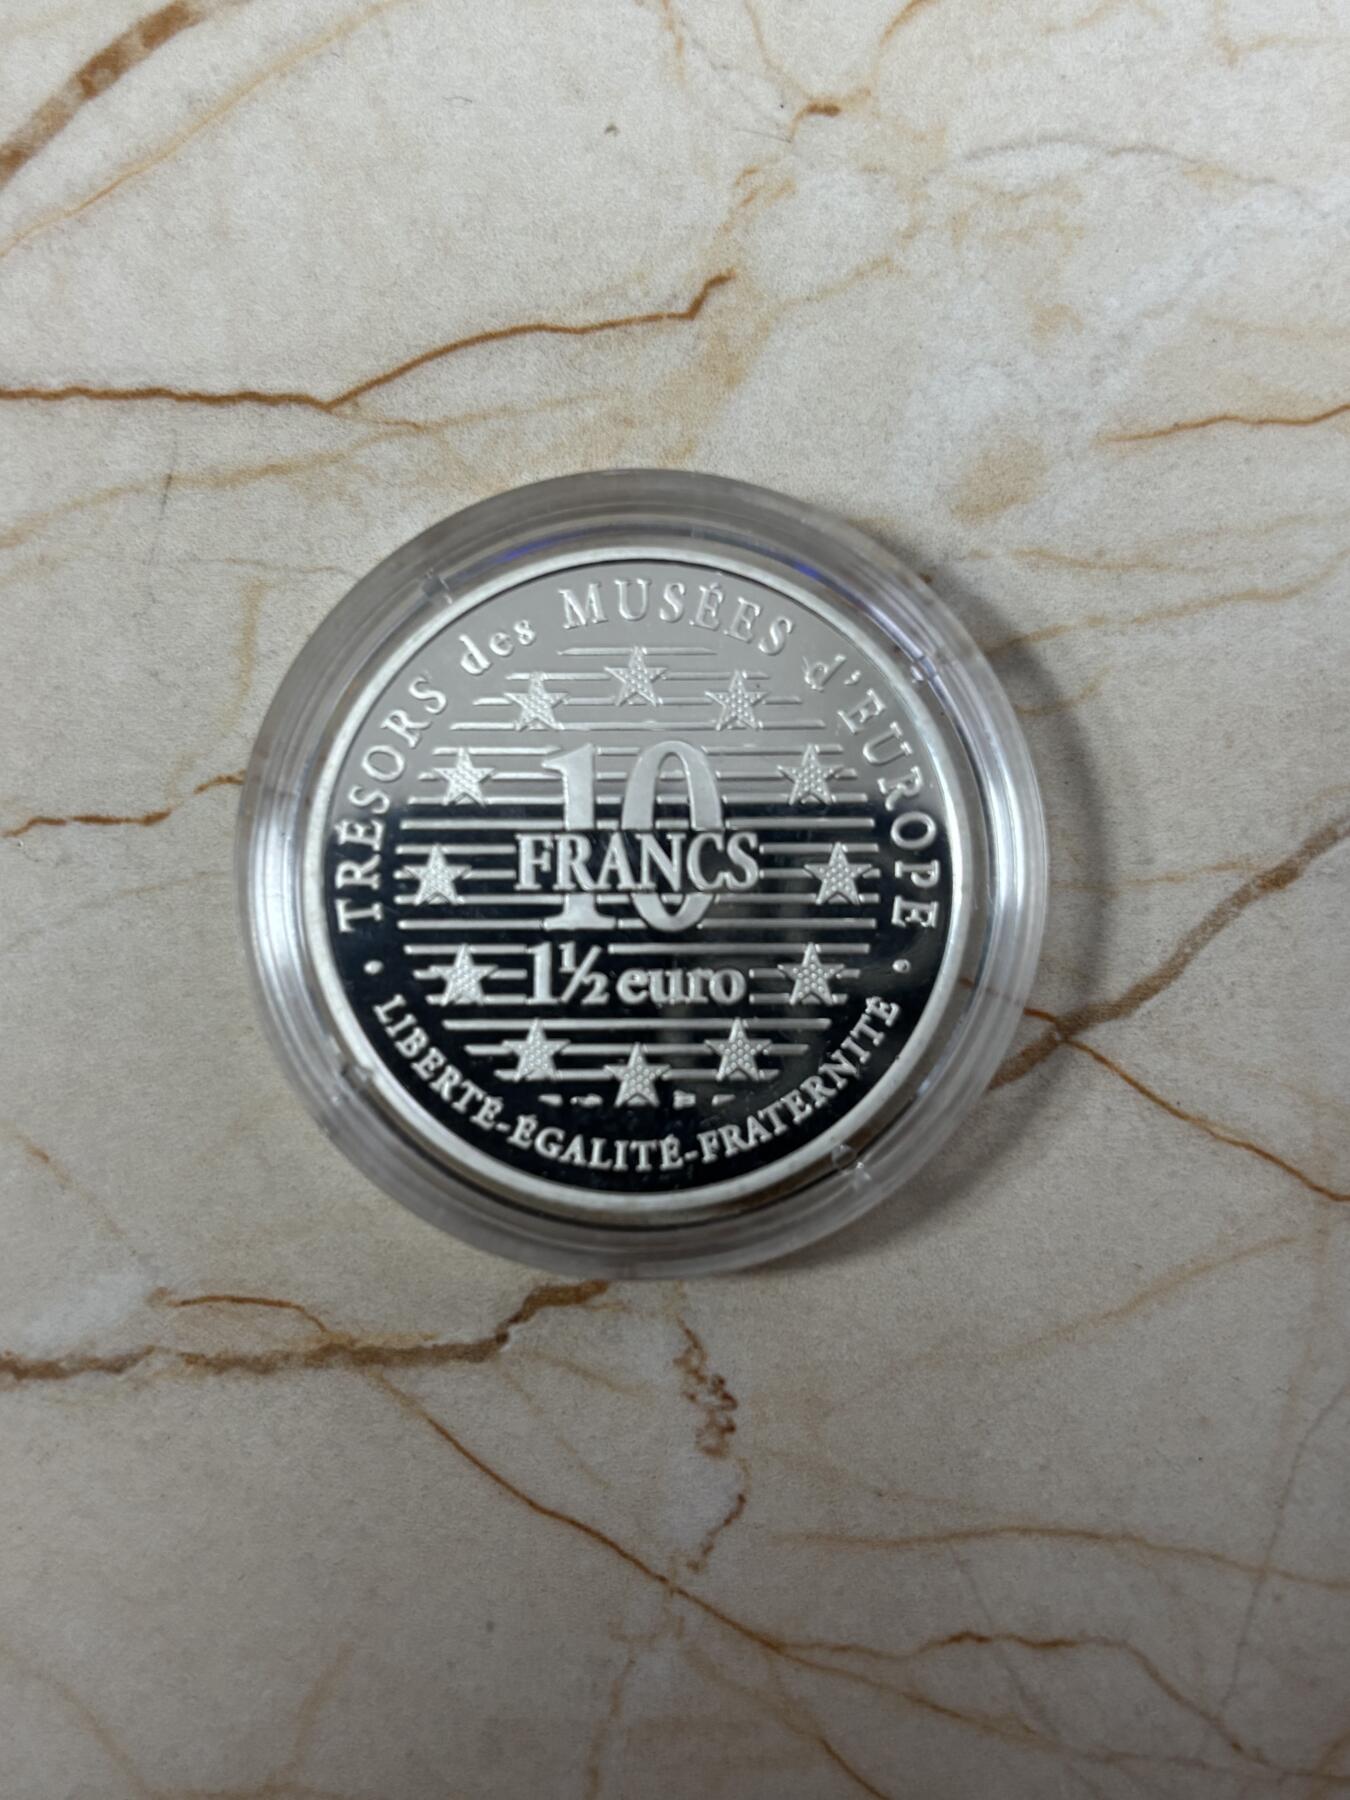 TRÉSORS des MUSÉES d'EUROPE
10
FRANCS
1½ euro
LIBERTÉ-ÉGALITÉ-FRATERNITÉ